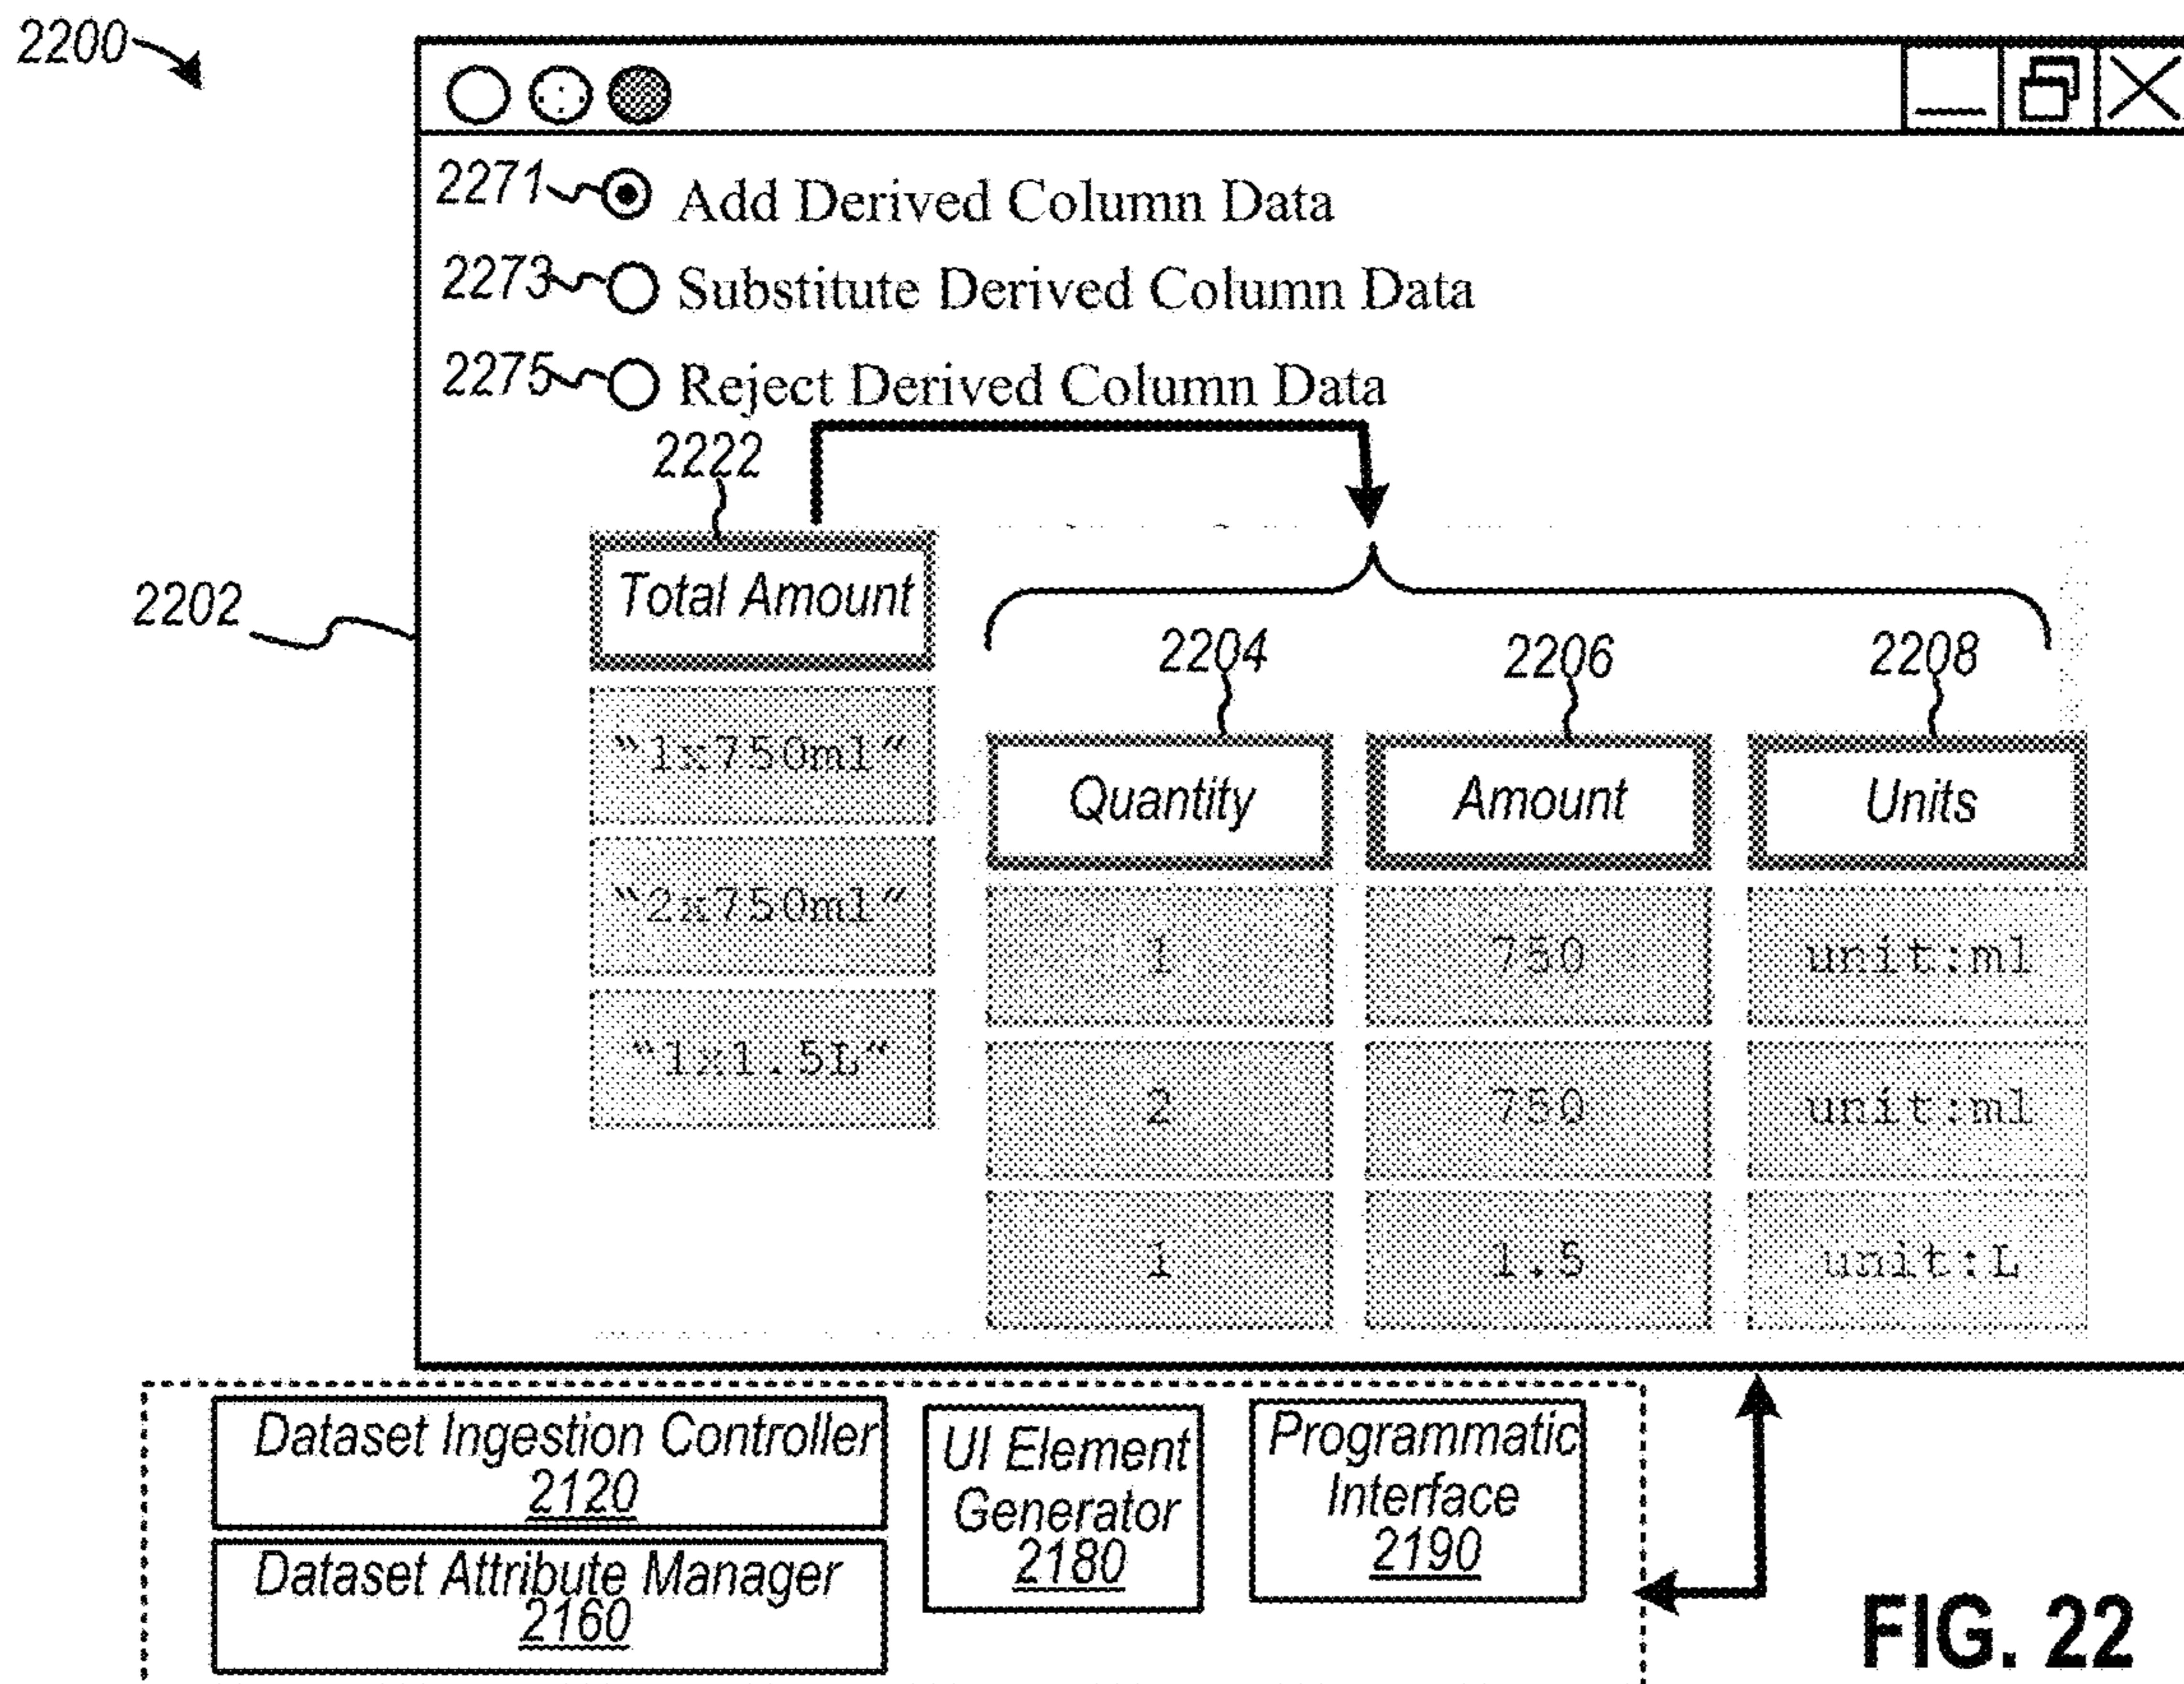 2200
2271 Add Derived Column Data
2273 Substitute Derived Column Data
2275 Reject Derived Column Data
2222
Total Amount
"1x750ml"
"2x750ml"
"1x1.5L"
2202
2204 2206 2208
Quantity Amount Units
1 750 unit:ml
2 750 unit:ml
1 1.5 unit:L
Dataset Ingestion Controller
2120
Dataset Attribute Manager
2160
UI Element
Generator
2180
Programmatic
Interface
2190
FIG. 22